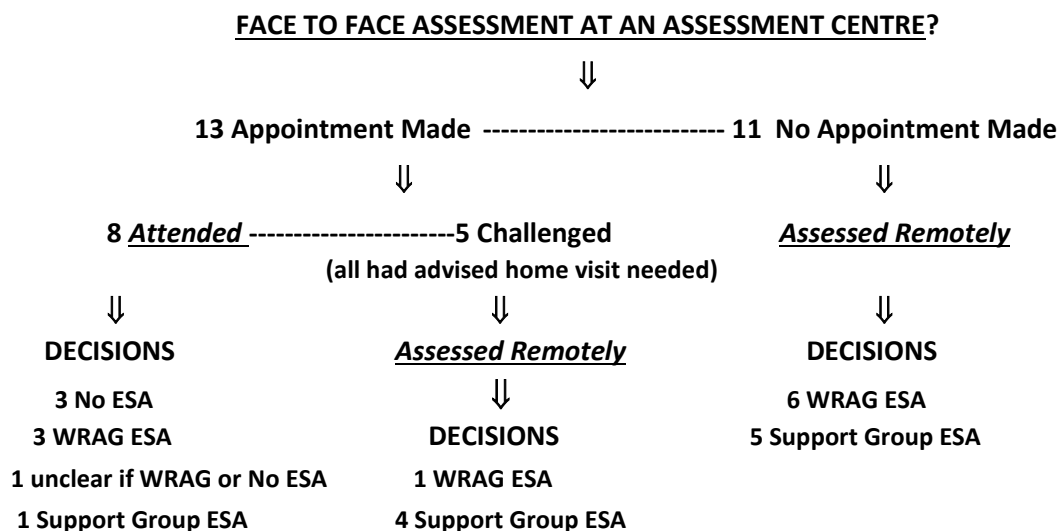 FACE TO FACE ASSESSMENT AT AN ASSESSMENT CENTRE?
⇓
13 Appointment Made --------------------------- 11 No Appointment Made
⇓ ⇓
8 Attended -----------------------5 Challenged Assessed Remotely
(all had advised home visit needed)
⇓ ⇓ ⇓
DECISIONS Assessed Remotely DECISIONS
3 No ESA ⇓ 6 WRAG ESA
3 WRAG ESA DECISIONS 5 Support Group ESA
1 unclear if WRAG or No ESA 1 WRAG ESA
1 Support Group ESA 4 Support Group ESA